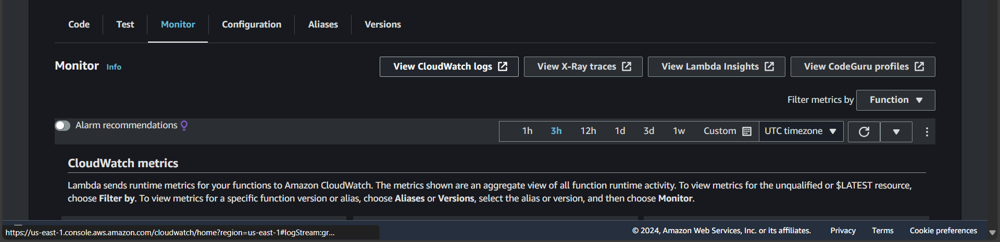 Code Test Monitor Configuration Aliases Versions
Monitor Info View CloudWatch logs View X-Ray traces View Lambda Insights View CodeGuru profiles
Filter metrics by Function
Alarm recommendations 1h 3h 12h 1d 3d 1w Custom UTC timezone
CloudWatch metrics
Lambda sends runtime metrics for your functions to Amazon CloudWatch. The metrics shown are an aggregate view of all function runtime activity. To view metrics for the unqualified or $LATEST resource,
choose Filter by. To view metrics for a specific function version or alias, choose Aliases or Versions, select the alias or version, and then choose Monitor.
https://us-east-1.console.aws.amazon.com/cloudwatch/home?region=us-east-1#logStream:gr... © 2024, Amazon Web Services, Inc. or its affiliates. Privacy Terms Cookie preferences